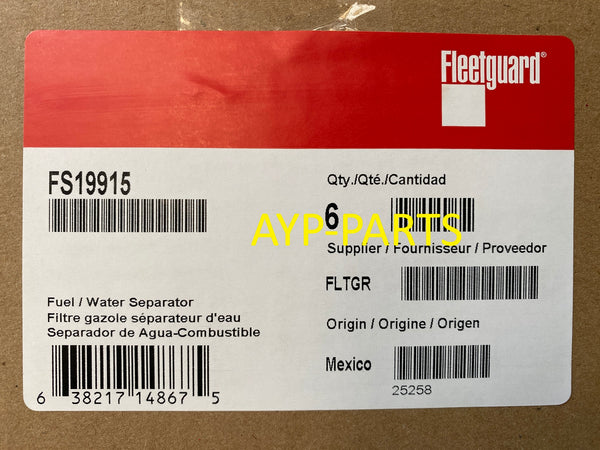 Fleetguard®
FS19915
Qty./Qté./Cantidad
6
AYP-PARTS
Supplier / Fournisseur / Proveedor
FLTGR
Fuel / Water Separator
Filtre gazole séparateur d'eau
Separador de Agua-Combustible
Origin / Origine / Origen
Mexico
25258
6 38217 14867 5